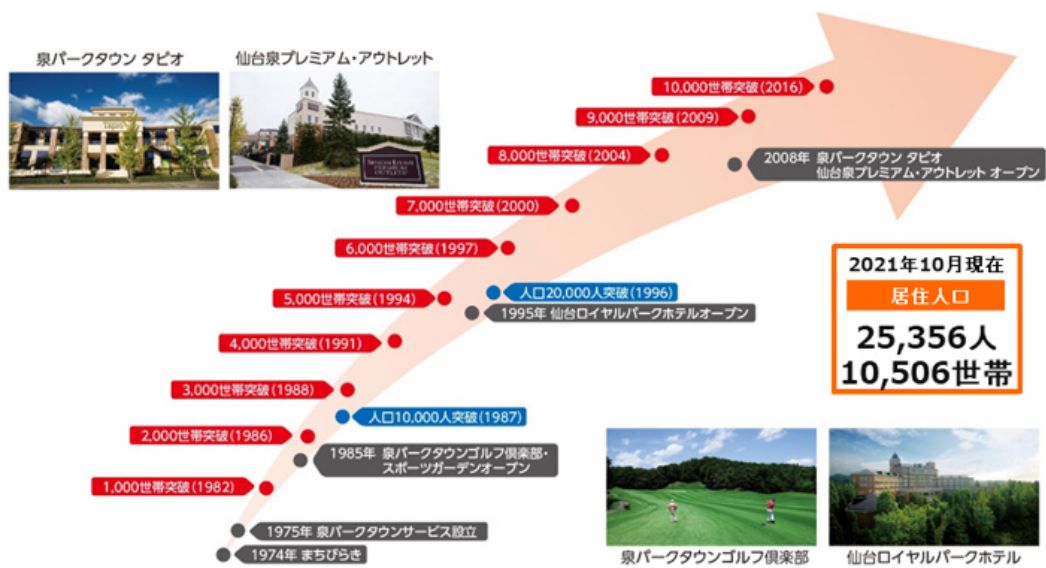 泉パークタウン タピオ
仙台泉プレミアム・アウトレット
10,000世帯突破(2016)
9,000世帯突破(2009)
8,000世帯突破(2004)
2008年 泉パークタウン タピオ
仙台泉プレミアム・アウトレット オープン
7,000世帯突破(2000)
6,000世帯突破(1997)
5,000世帯突破(1994)
人口20,000人突破(1996)
1995年 仙台ロイヤルパークホテルオープン
4,000世帯突破(1991)
3,000世帯突破(1988)
人口10,000人突破(1987)
2,000世帯突破(1986)
1985年 泉パークタウンゴルフ倶楽部・
スポーツガーデンオープン
1,000世帯突破(1982)
1975年 泉パークタウンサービス設立
1974年 まちびらき
2021年10月現在
居住人口
25,356人
10,506世帯
泉パークタウンゴルフ倶楽部
仙台ロイヤルパークホテル